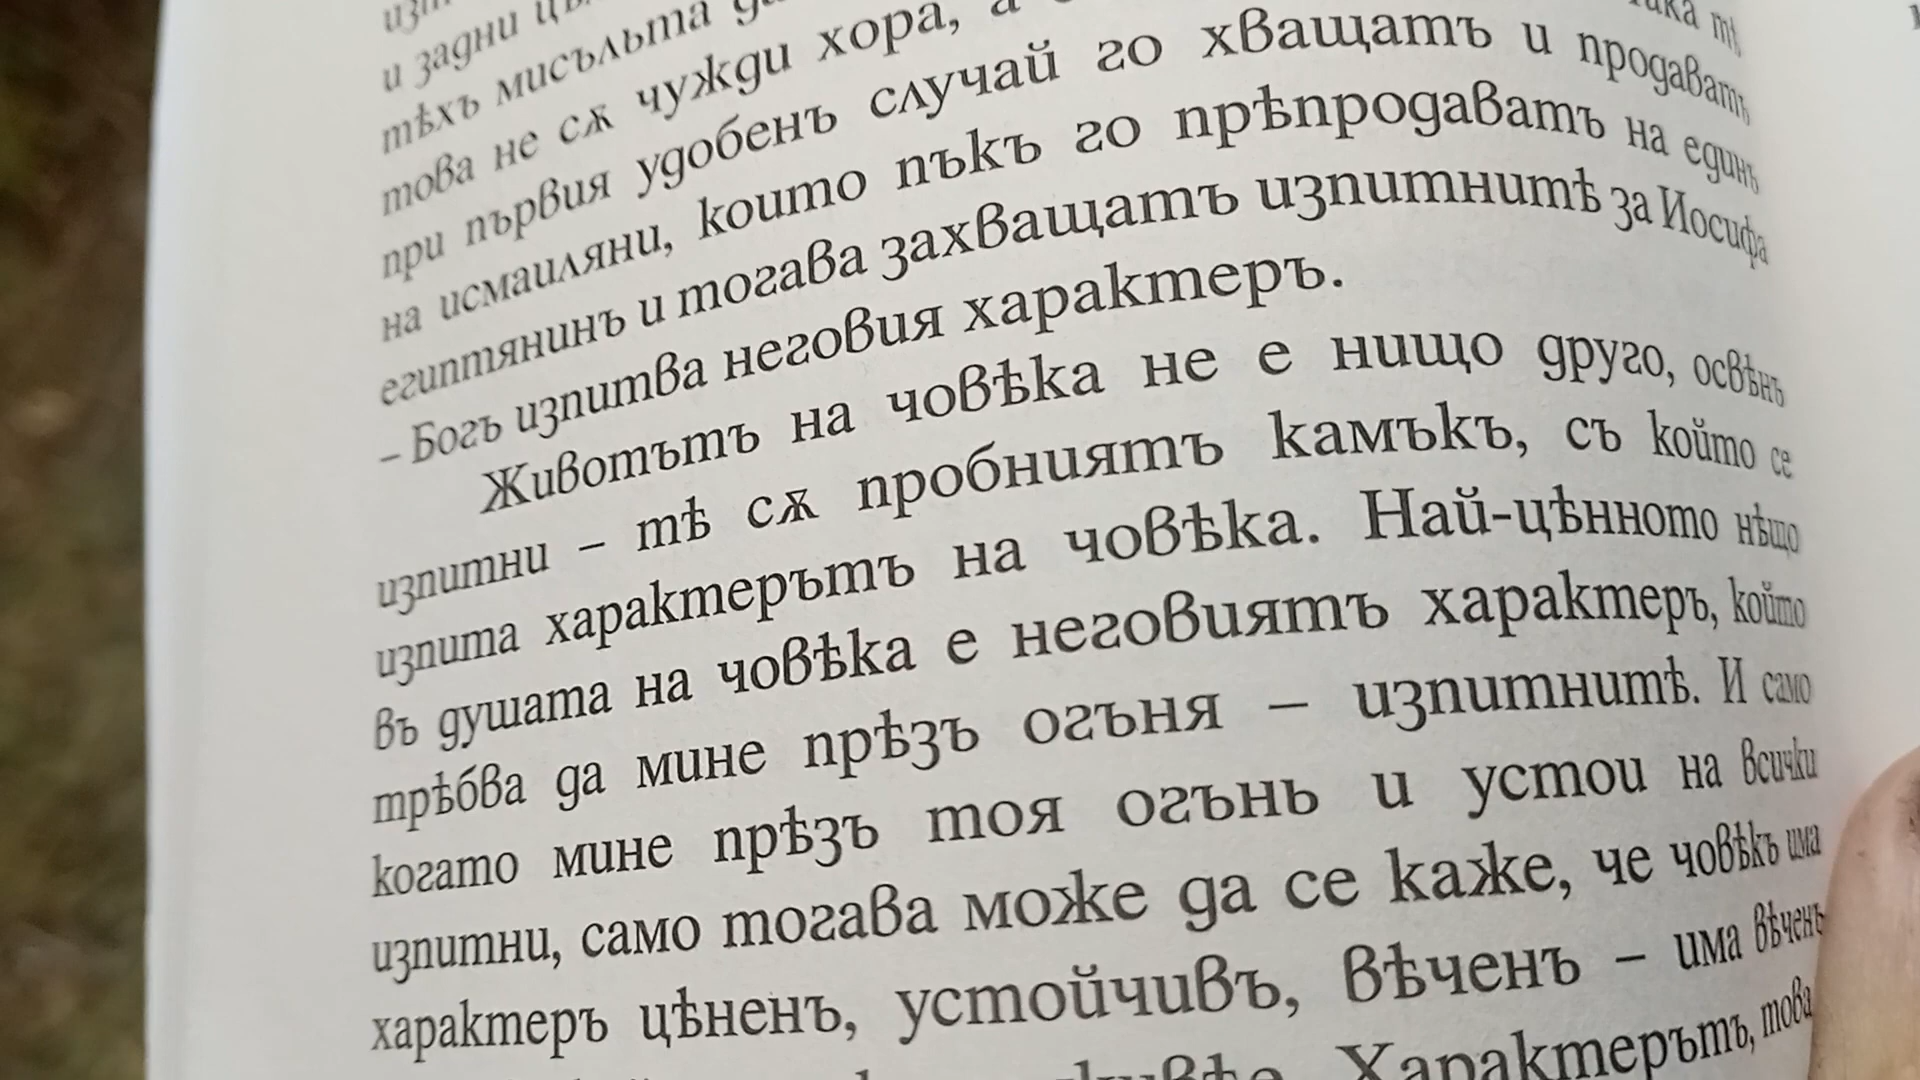 и задни
тѣхъ мисъльта
това не сѫ чужди хора, а
при първия удобенъ случай го хващатъ и продаватъ
на исмаиляни, които пъкъ го прѣпродаватъ на единъ
египтянинъ и тогава захващатъ изпитнитѣ за Иосифа
– Богъ изпитва неговия характеръ.
Животътъ на човѣка не е нищо друго, освѣнъ
изпитни – тѣ сѫ пробниятъ камъкъ, съ който се
изпита характерътъ на човѣка. Най-цѣнното нѣщо
въ душата на човѣка е неговиятъ характеръ, който
трѣбва да мине прѣзъ огъня – изпитнитѣ. И само
когато мине прѣзъ тоя огънь и устои на всички
изпитни, само тогава може да се каже, че човѣкъ има
характеръ цѣненъ, устойчивъ, вѣченъ – има вѣченъ
Характерътъ, това